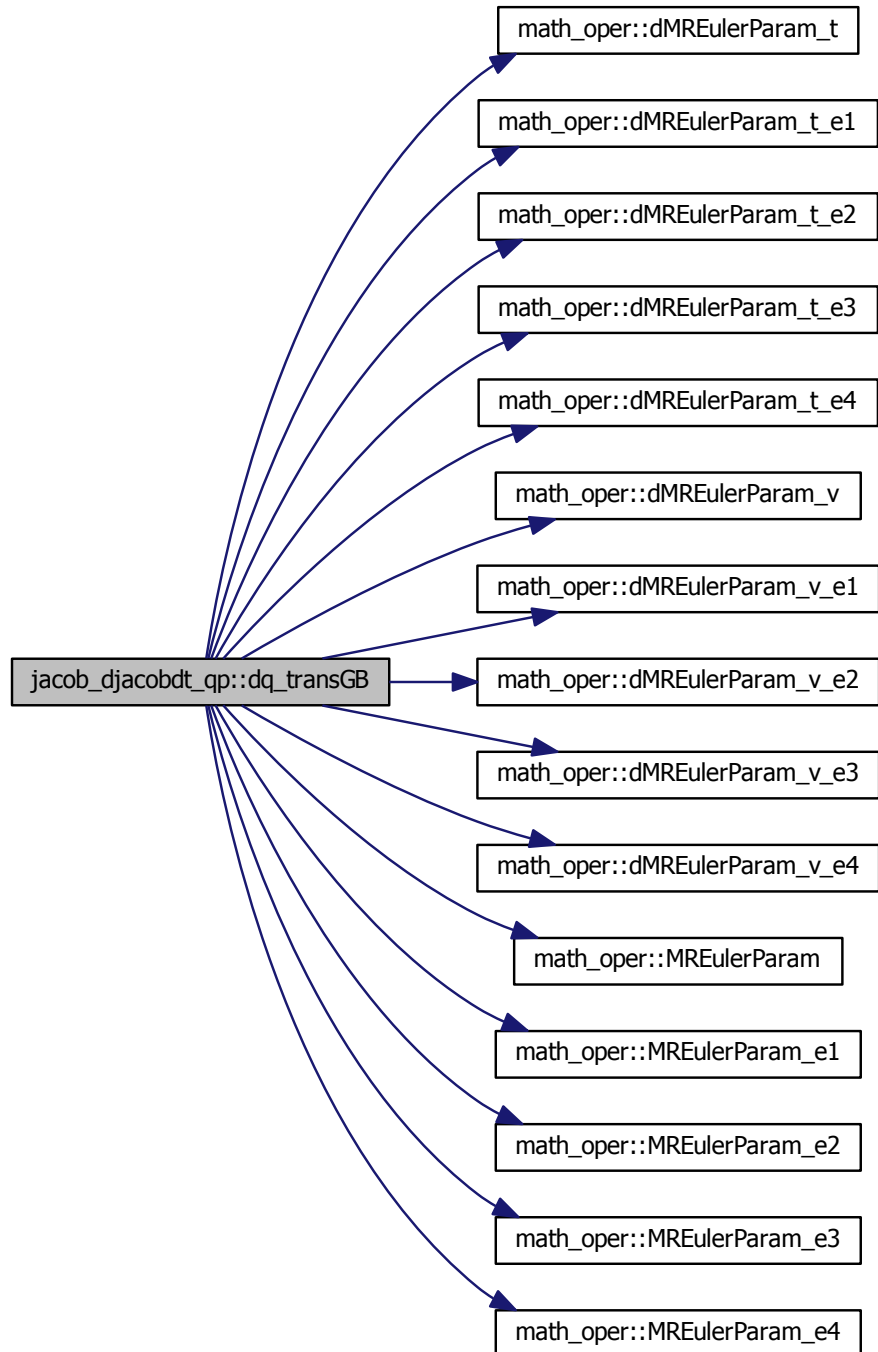 math_oper::dMREulerParam_t
math_oper::dMREulerParam_t_e1
math_oper::dMREulerParam_t_e2
math_oper::dMREulerParam_t_e3
math_oper::dMREulerParam_t_e4
math_oper::dMREulerParam_v
math_oper::dMREulerParam_v_e1
jacob_djacobdt_qp::dq_transGB
math_oper::dMREulerParam_v_e2
math_oper::dMREulerParam_v_e3
math_oper::dMREulerParam_v_e4
math_oper::MREulerParam
math_oper::MREulerParam_e1
math_oper::MREulerParam_e2
math_oper::MREulerParam_e3
math_oper::MREulerParam_e4